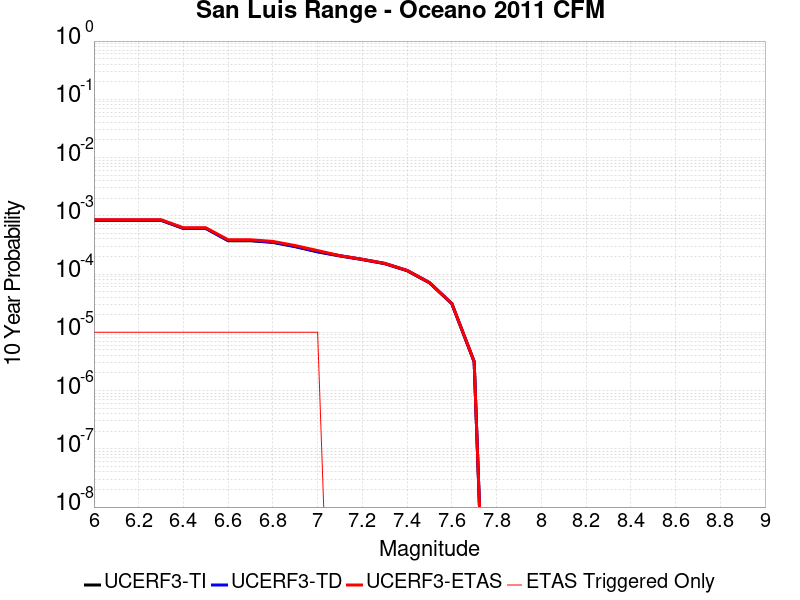 San Luis Range - Oceano 2011 CFM
10^0
10^-1
10^-2
10^-3
10^-4
10^-5
10^-6
10^-7
10^-8
10 Year Probability
6 6.2 6.4 6.6 6.8 7 7.2 7.4 7.6 7.8 8 8.2 8.4 8.6 8.8 9
Magnitude
UCERF3-TI UCERF3-TD UCERF3-ETAS ETAS Triggered Only